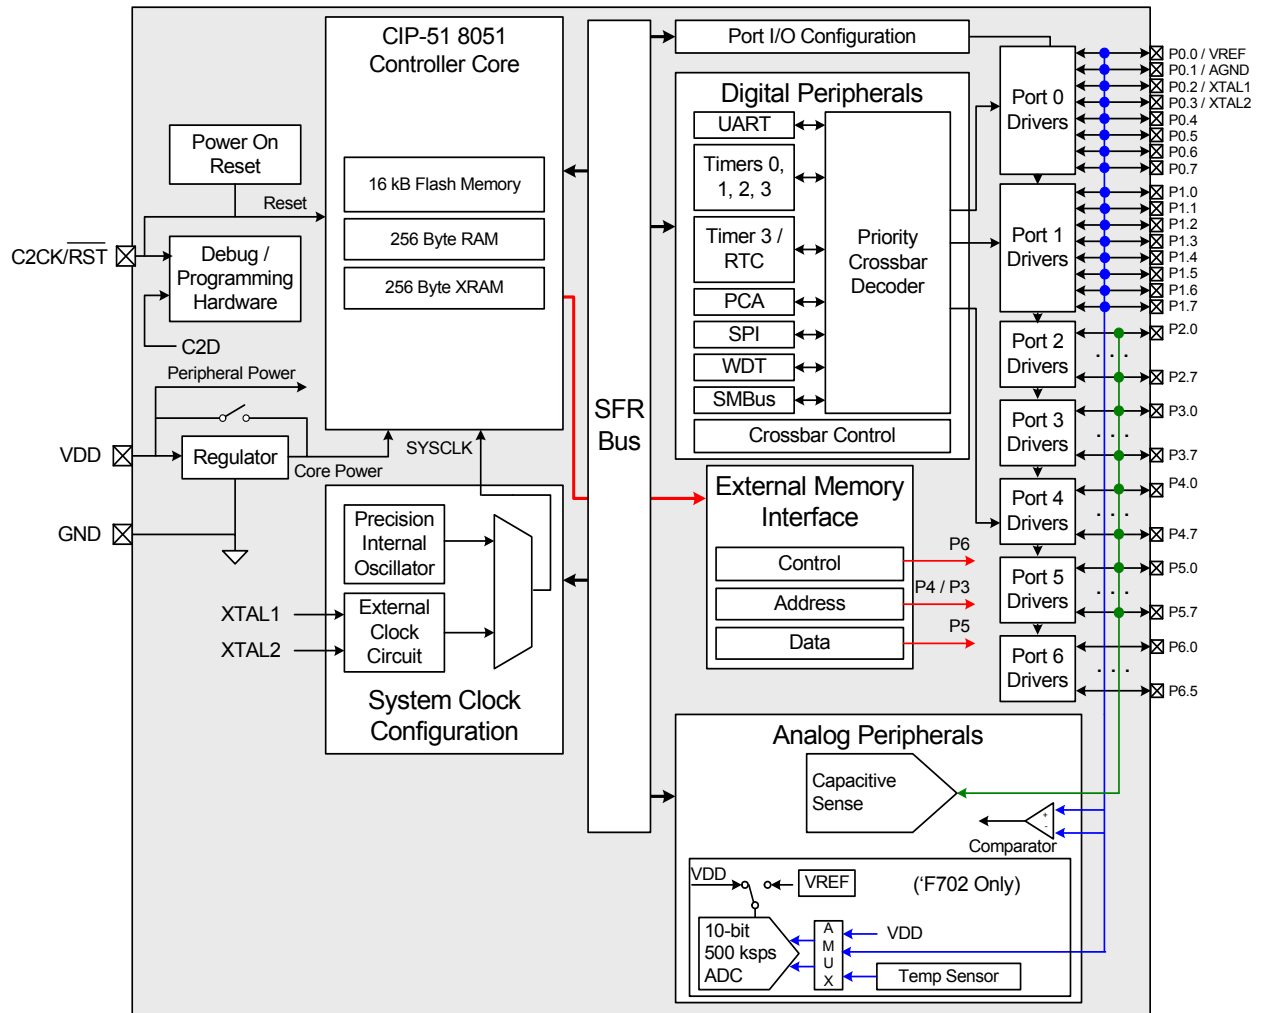 CIP-51 8051
Controller Core
16 kB Flash Memory
256 Byte RAM
256 Byte XRAM
Power On
Reset
Reset
C2CK/RST
Debug /
Programming
Hardware
C2D
Peripheral Power
VDD
Regulator
Core Power
SYSCLK
GND
Precision
Internal
Oscillator
XTAL1
XTAL2
External
Clock
Circuit
System Clock
Configuration
SFR
Bus
Port I/O Configuration
Digital Peripherals
UART
Timers 0,
1, 2, 3
Timer 3 /
RTC
PCA
SPI
WDT
SMBus
Priority
Crossbar
Decoder
Crossbar Control
External Memory
Interface
Control
Address
Data
P6
P4 / P3
P5
Port 0
Drivers
Port 1
Drivers
Port 2
Drivers
Port 3
Drivers
Port 4
Drivers
Port 5
Drivers
Port 6
Drivers
P0.0 / VREF
P0.1 / AGND
P0.2 / XTAL1
P0.3 / XTAL2
P0.4
P0.5
P0.6
P0.7
P1.0
P1.1
P1.2
P1.3
P1.4
P1.5
P1.6
P1.7
P2.0
. . .
P2.7
P3.0
. . .
P3.7
P4.0
. . .
P4.7
P5.0
. . .
P5.7
P6.0
. . .
P6.5
Analog Peripherals
Capacitive
Sense
+
-
Comparator
VDD
VREF
('F702 Only)
10-bit
500 ksps
ADC
A
M
U
X
VDD
Temp Sensor